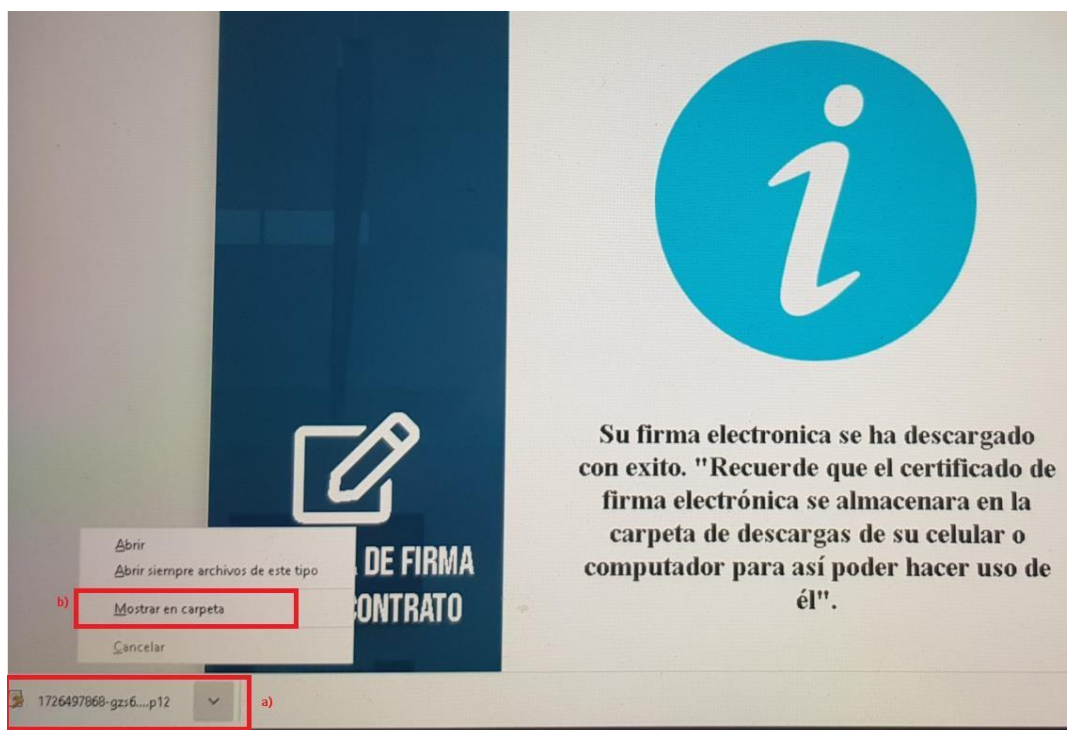 Su firma electronica se ha descargado
con exito. "Recuerde que el certificado de
firma electrónica se almacenara en la
carpeta de descargas de su celular o
computador para así poder hacer uso de
él".
DE FIRMA
CONTRATO
Abrir
Abrir siempre archivos de este tipo
b)
Mostrar en carpeta
Cancelar
1726497868-gzs6....p12
a)